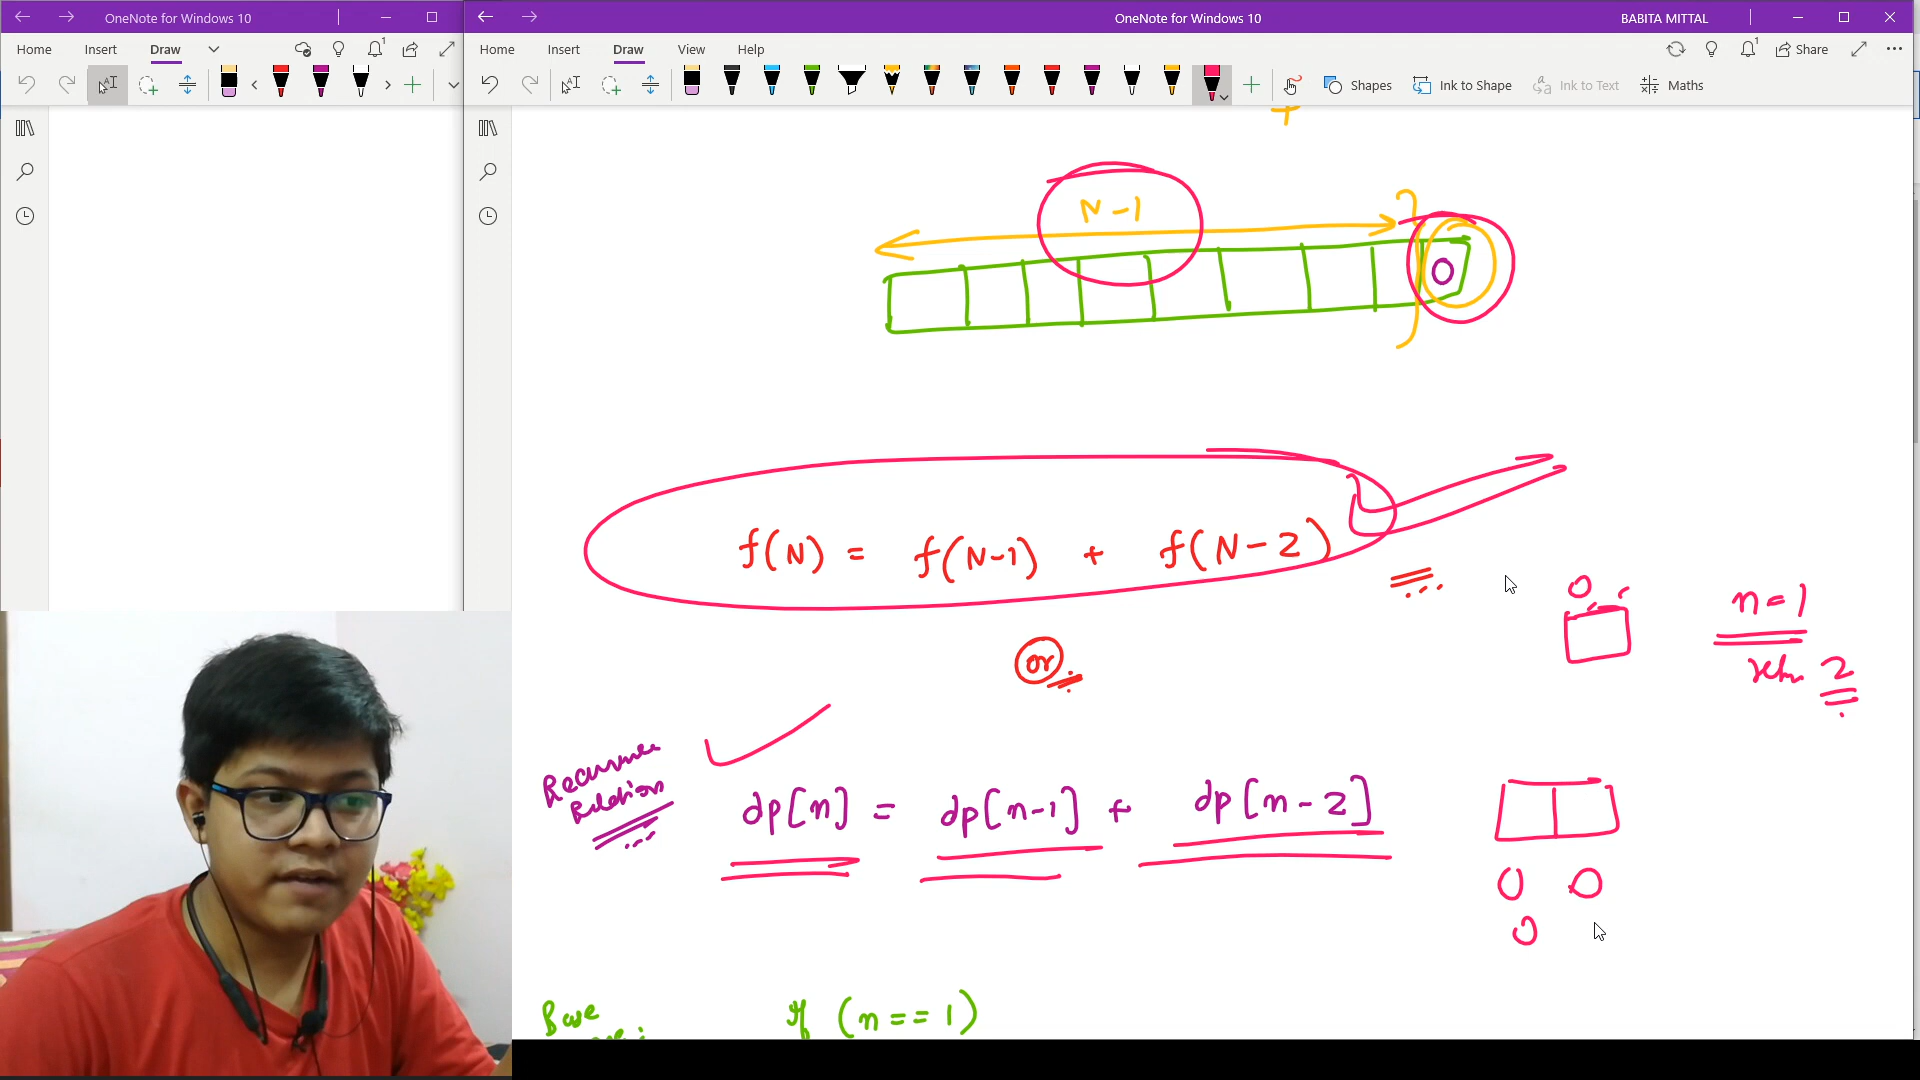 OneNote for Windows 10
OneNote for Windows 10
BABITA MITTAL
Home Insert Draw
Home Insert Draw View Help
Share
Shapes Ink to Shape Ink to Text Maths
N-1
0
f(N) = f(N-1) + f(N-2)
0
n=1
2
or
Recurrence
Relation
dp[n] = dp[n-1] + dp[n-2]
0 0
0
Base
if (n == 1)